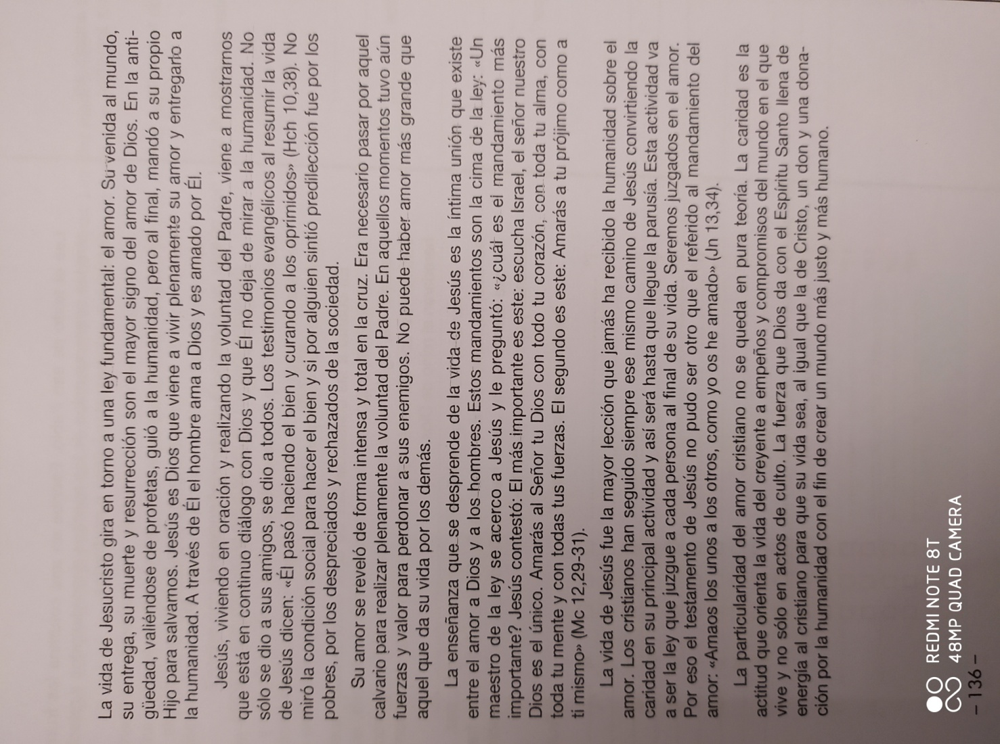 La vida de Jesucristo gira en torno a una ley fundamental: el amor. Su venida al mundo,
su entrega, su muerte y resurrección son el mayor signo del amor de Dios. En la anti-
güedad, valiéndose de profetas, guió a la humanidad, pero al final, mandó a su propio
Hijo para salvarnos. Jesús es Dios que viene a vivir plenamente su amor y entregarlo a
la humanidad. A través de Él el hombre ama a Dios y es amado por Él.
Jesús, viviendo en oración y realizando la voluntad del Padre, viene a mostrarnos
que está en continuo diálogo con Dios y que Él no deja de mirar a la humanidad. No
sólo se dio a sus amigos, se dio a todos. Los testimonios evangélicos al resumir la vida
de Jesús dicen: «Él pasó haciendo el bien y curando a los oprimidos» (Hch 10,38). No
miró la condición social para hacer el bien y si por alguien sintió predilección fue por los
pobres, por los despreciados y rechazados de la sociedad.
Su amor se reveló de forma intensa y total en la cruz. Era necesario pasar por aquel
calvario para realizar plenamente la voluntad del Padre. En aquellos momentos tuvo aún
fuerzas y valor para perdonar a sus enemigos. No puede haber amor más grande que
aquel que da su vida por los demás.
La enseñanza que se desprende de la vida de Jesús es la íntima unión que existe
entre el amor a Dios y a los hombres. Estos mandamientos son la cima de la ley: «Un
maestro de la ley se acerco a Jesús y le preguntó: «¿cuál es el mandamiento más
importante? Jesús contestó: El más importante es este: escucha Israel, el señor nuestro
Dios es el único. Amarás al Señor tu Dios con todo tu corazón, con toda tu alma, con
toda tu mente y con todas tus fuerzas. El segundo es este: Amarás a tu prójimo como a
ti mismo» (Mc 12,29-31).
La vida de Jesús fue la mayor lección que jamás ha recibido la humanidad sobre el
amor. Los cristianos han seguido siempre ese mismo camino de Jesús convirtiendo la
caridad en su principal actividad y así será hasta que llegue la parusía. Esta actividad va
a ser la ley que juzgue a cada persona al final de su vida. Seremos juzgados en el amor.
Por eso el testamento de Jesús no pudo ser otro que el referido al mandamiento del
amor: «Amaos los unos a los otros, como yo os he amado» (Jn 13,34).
La particularidad del amor cristiano no se queda en pura teoría. La caridad es la
actitud que orienta la vida del creyente a empeños y compromisos del mundo en el que
vive y no sólo en actos de culto. La fuerza que Dios da con el Espíritu Santo llena de
energía al cristiano para que su vida sea, al igual que la de Cristo, un don y una dona-
ción por la humanidad con el fin de crear un mundo más justo y más humano.
REDMI NOTE 8T
48MP QUAD CAMERA
– 136 –